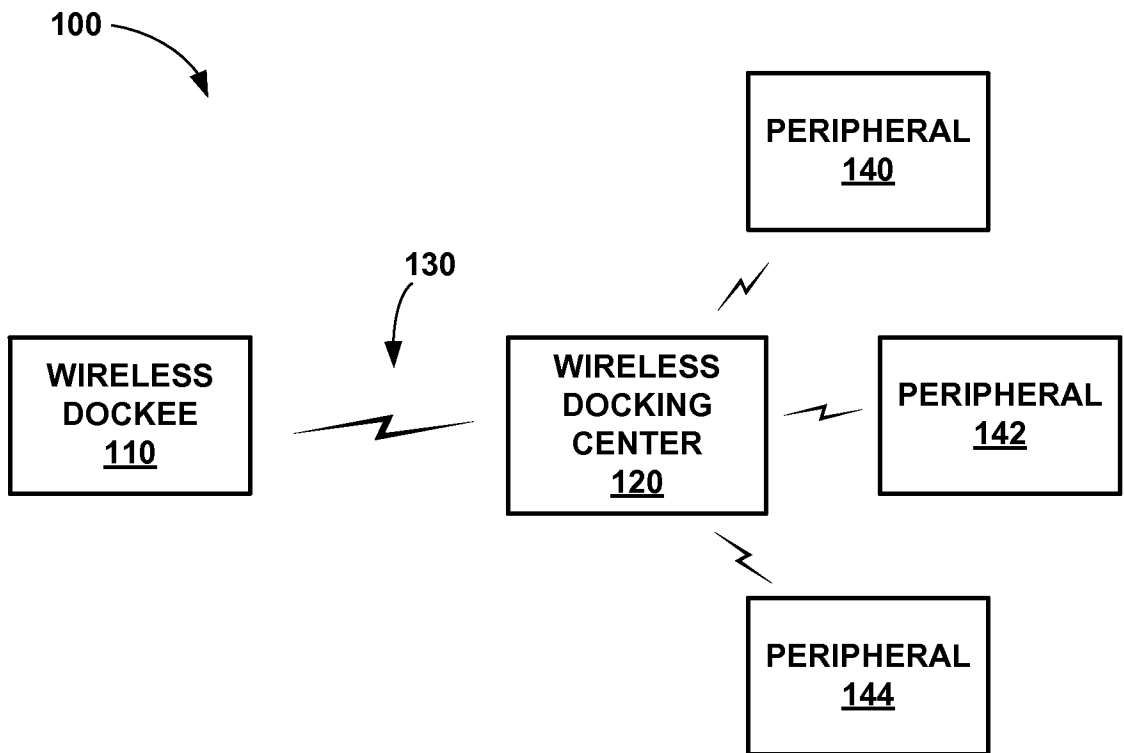 100
PERIPHERAL
140
130
WIRELESS
DOCKEE
110
WIRELESS
DOCKING
CENTER
120
PERIPHERAL
142
PERIPHERAL
144